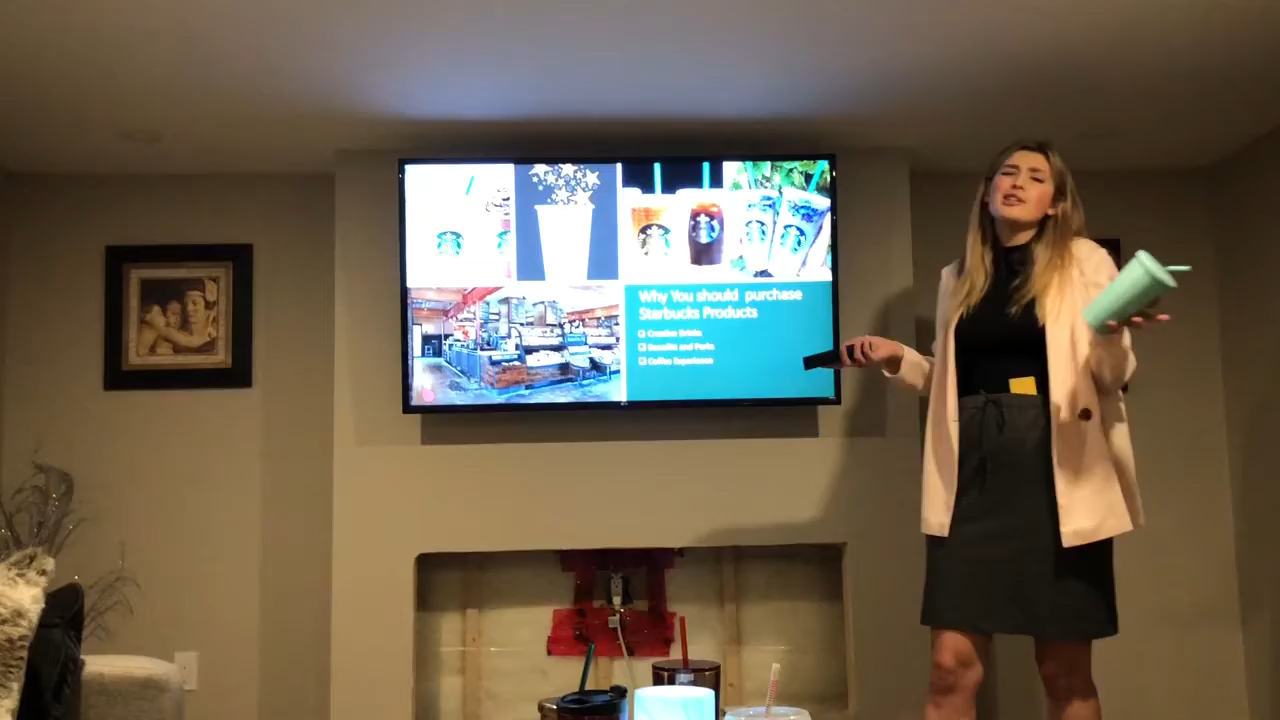 Why You should purchase
Starbucks Products
Creative Drinks
Benefits and Perks
Coffee Experience